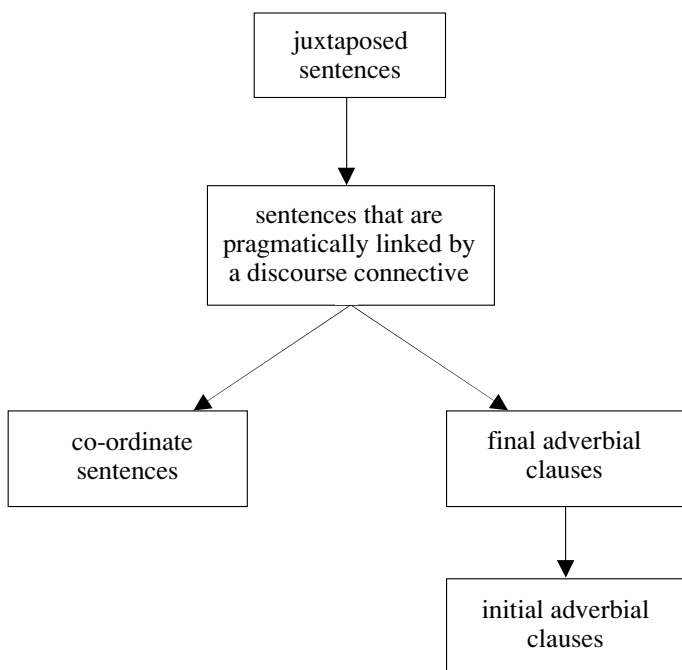 juxtaposed
sentences
sentences that are
pragmatically linked by
a discourse connective
co-ordinate
sentences
final adverbial
clauses
initial adverbial
clauses